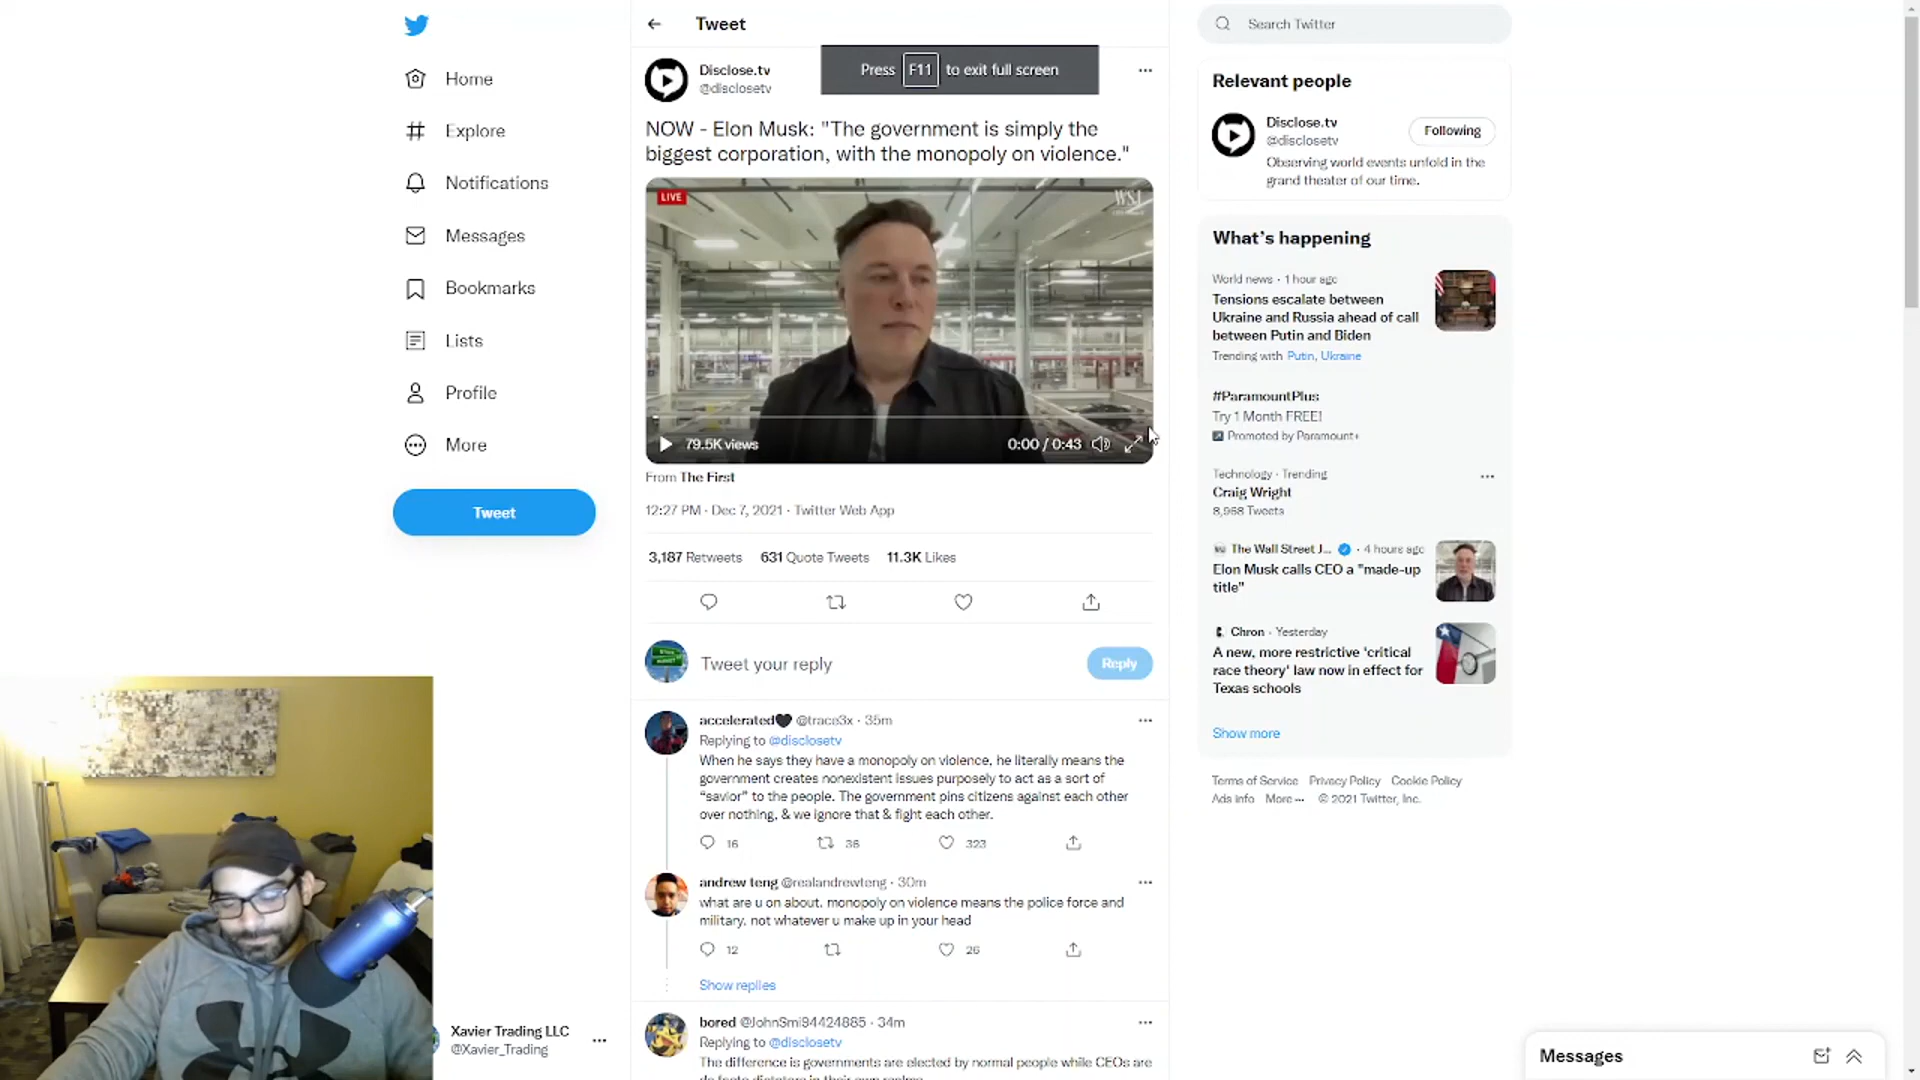 Tweet
Search Twitter
Press F11 to exit full screen
Home
Explore
Notifications
Messages
Bookmarks
Lists
Profile
More
Tweet
Disclose.tv
@disclosetv
NOW - Elon Musk: "The government is simply the
biggest corporation, with the monopoly on violence."
LIVE
WSJ
79.5K views
0:00 / 0:43
From The First
12:27 PM · Dec 7, 2021 · Twitter Web App
3,187 Retweets 631 Quote Tweets 11.3K Likes
Tweet your reply
Reply
accelerated🖤 @trace3x · 35m
Replying to @disclosetv
When he says they have a monopoly on violence, he literally means the
government creates nonexistent issues purposely to act as a sort of
“savior” to the people. The government pins citizens against each other
over nothing, & we ignore that & fight each other.
16 36 323
andrew teng @realandrewteng · 30m
what are u on about. monopoly on violence means the police force and
military. not whatever u make up in your head
12 26
Show replies
bored @JohnSmi94424885 · 34m
Replying to @disclosetv
The difference is governments are elected by normal people while CEOs are
de facto dictators in their own realms
Relevant people
Disclose.tv
@disclosetv
Following
Observing world events unfold in the
grand theater of our time.
What's happening
World news · 1 hour ago
Tensions escalate between
Ukraine and Russia ahead of call
between Putin and Biden
Trending with Putin, Ukraine
#ParamountPlus
Try 1 Month FREE!
Promoted by Paramount+
Technology · Trending
Craig Wright
8,968 Tweets
The Wall Street J... · 4 hours ago
Elon Musk calls CEO a "made-up
title"
Chron · Yesterday
A new, more restrictive 'critical
race theory' law now in effect for
Texas schools
Show more
Terms of Service Privacy Policy Cookie Policy
Ads info More ··· © 2021 Twitter, Inc.
Xavier Trading LLC
@Xavier_Trading
Messages